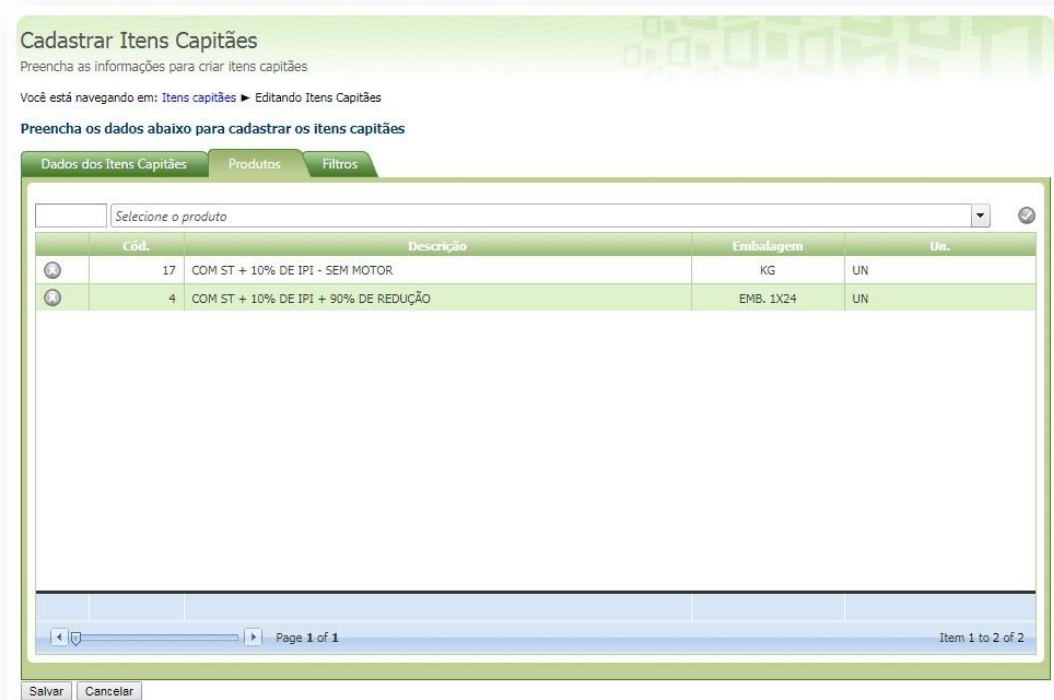 Cadastrar Itens Capitães
Preencha as informações para criar itens capitães
Você está navegando em: Itens capitães ► Editando Itens Capitães
Preencha os dados abaixo para cadastrar os itens capitães
Dados dos Itens Capitães Produtos Filtros
Selecione o produto
Cód. Descrição Embalagem Un.
17 COM ST + 10% DE IPI - SEM MOTOR KG UN
4 COM ST + 10% DE IPI + 90% DE REDUÇÃO EMB. 1X24 UN
Page 1 of 1 Item 1 to 2 of 2
Salvar Cancelar